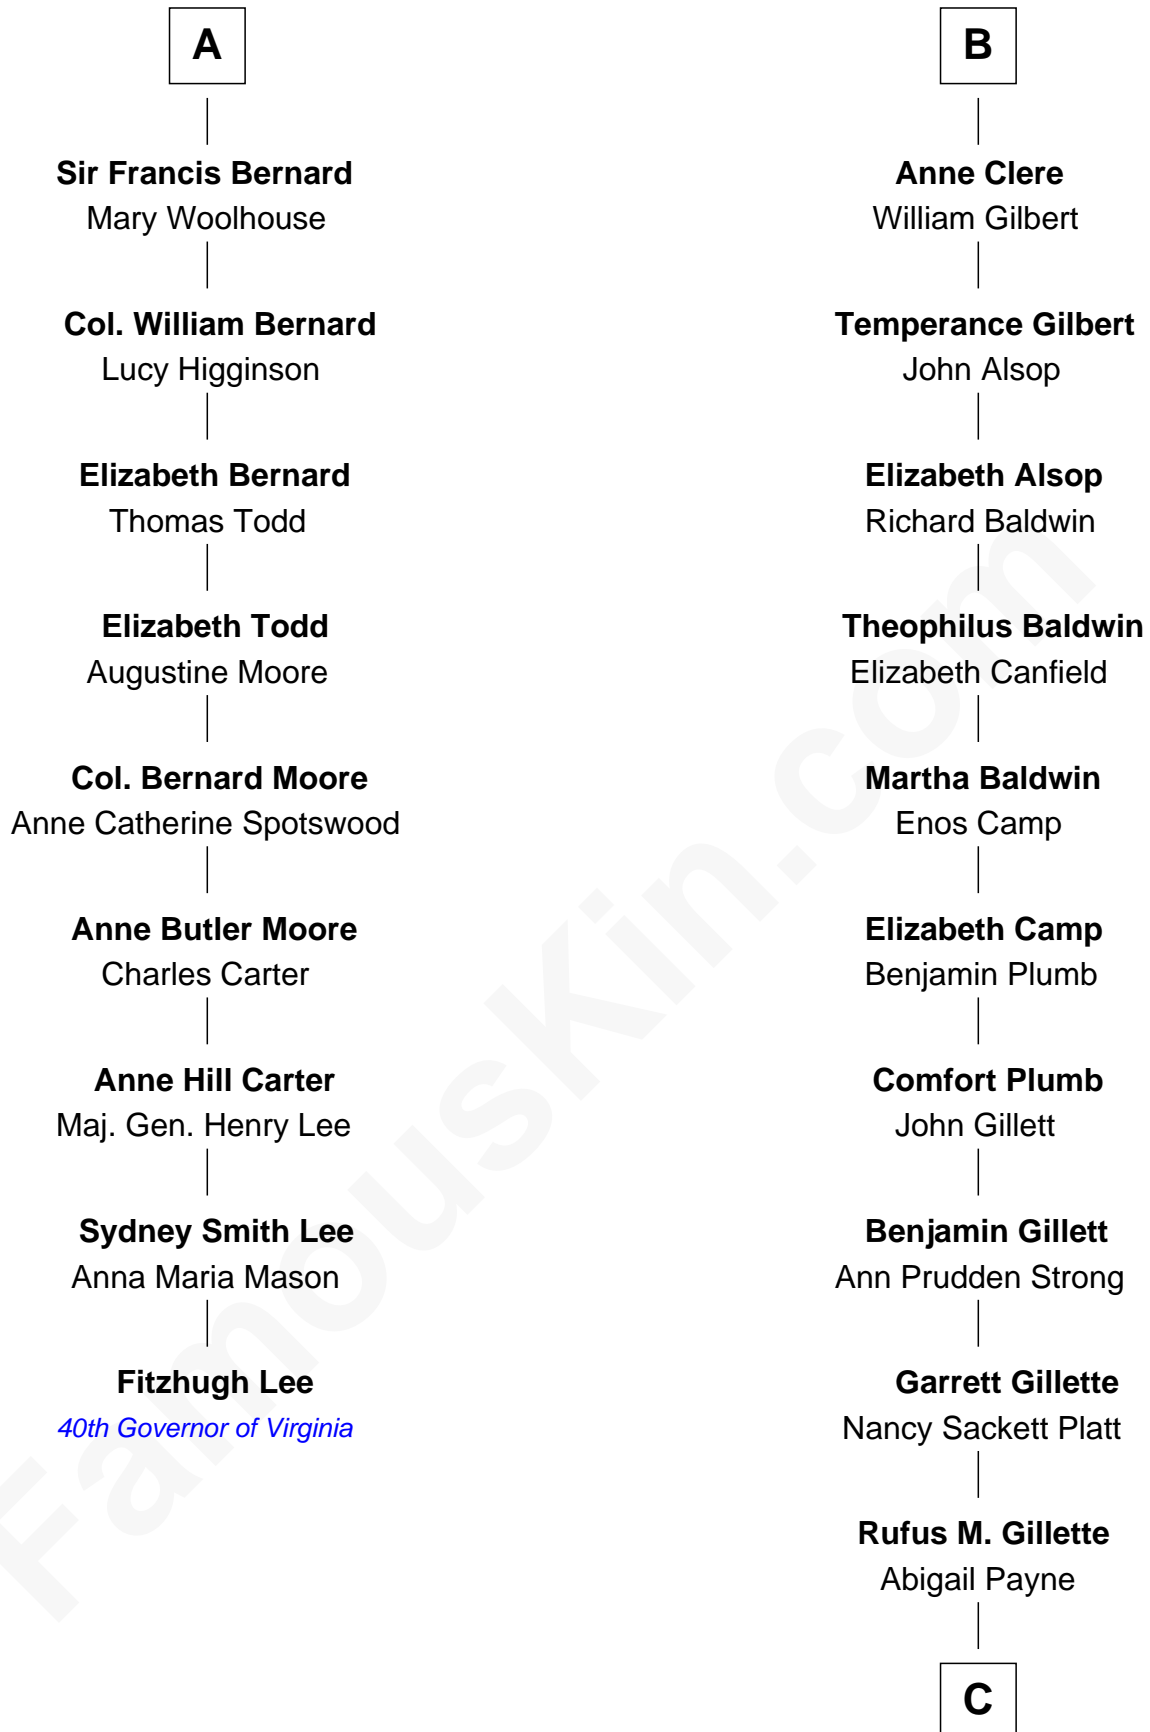 A
Sir Francis Bernard
Mary Woolhouse
Col. William Bernard
Lucy Higginson
Elizabeth Bernard
Thomas Todd
Elizabeth Todd
Augustine Moore
Col. Bernard Moore
Anne Catherine Spotswood
Anne Butler Moore
Charles Carter
Anne Hill Carter
Maj. Gen. Henry Lee
Sydney Smith Lee
Anna Maria Mason
Fitzhugh Lee
40th Governor of Virginia
B
Anne Clere
William Gilbert
Temperance Gilbert
John Alsop
Elizabeth Alsop
Richard Baldwin
Theophilus Baldwin
Elizabeth Canfield
Martha Baldwin
Enos Camp
Elizabeth Camp
Benjamin Plumb
Comfort Plumb
John Gillett
Benjamin Gillett
Ann Prudden Strong
Garrett Gillette
Nancy Sackett Platt
Rufus M. Gillette
Abigail Payne
C
FamousKin.com